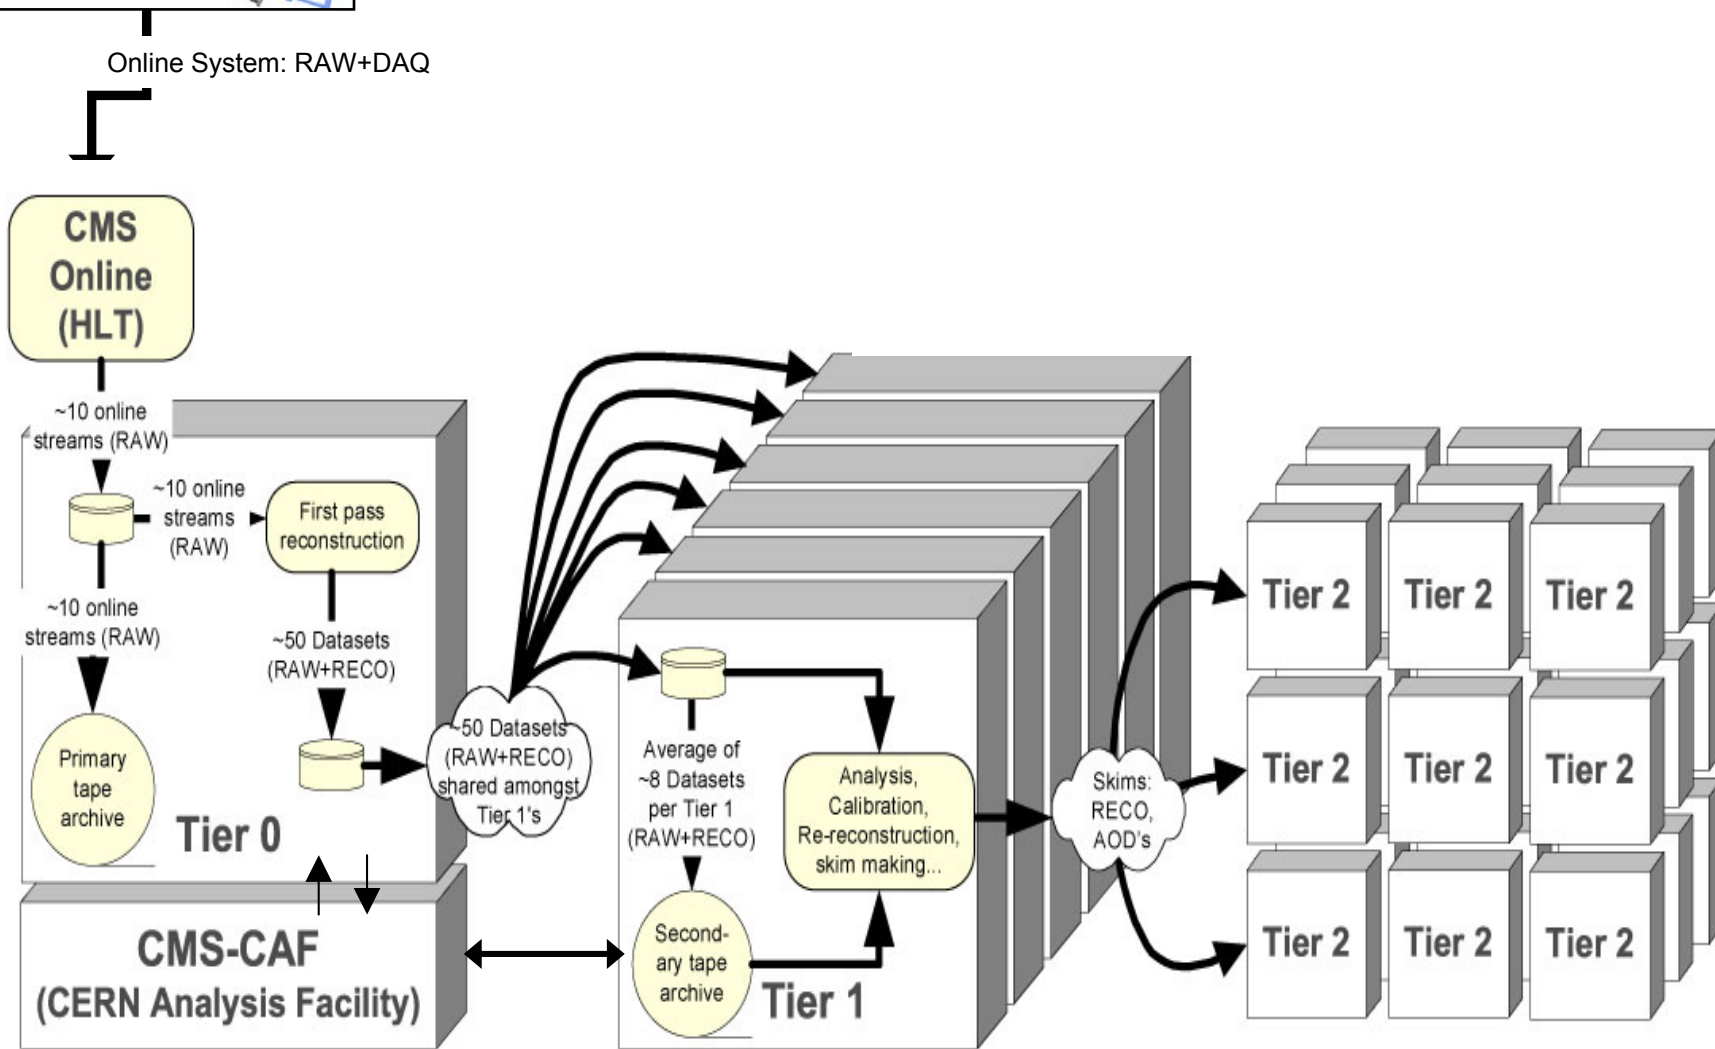 Online System: RAW+DAQ
CMS
Online
(HLT)
~10 online
streams (RAW)
~10 online
streams
(RAW)
First pass
reconstruction
~10 online
streams (RAW)
~50 Datasets
(RAW+RECO)
Primary
tape
archive
Tier 0
~50 Datasets
(RAW+RECO)
shared amongst
Tier 1's
CMS-CAF
(CERN Analysis Facility)
Average of
~8 Datasets
per Tier 1
(RAW+RECO)
Analysis,
Calibration,
Re-reconstruction,
skim making...
Second-
ary tape
archive
Tier 1
Skims:
RECO,
AOD's
Tier 2
Tier 2
Tier 2
Tier 2
Tier 2
Tier 2
Tier 2
Tier 2
Tier 2